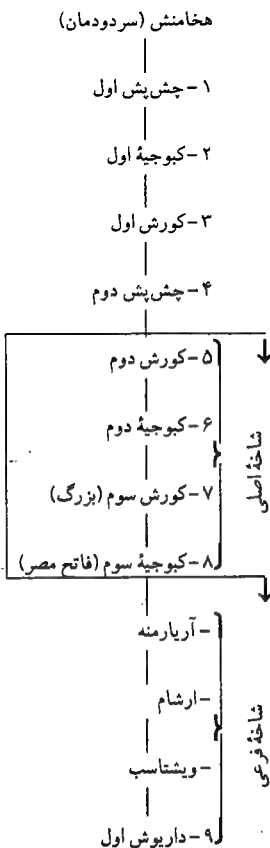 هخامنش (سردودمان)
۱-چش‌پش اول
۲-کبوجیهٔ اول
۳-کورش اول
۴-چش‌پش دوم
شاخهٔ اصلی
۵-کورش دوم
۶-کبوجیهٔ دوم
۷-کورش سوم (بزرگ)
۸-کبوجیهٔ سوم (فاتح مصر)
شاخهٔ فرعی
-آریارمنه
-ارشام
-ویشتاسب
۹-داریوش اول